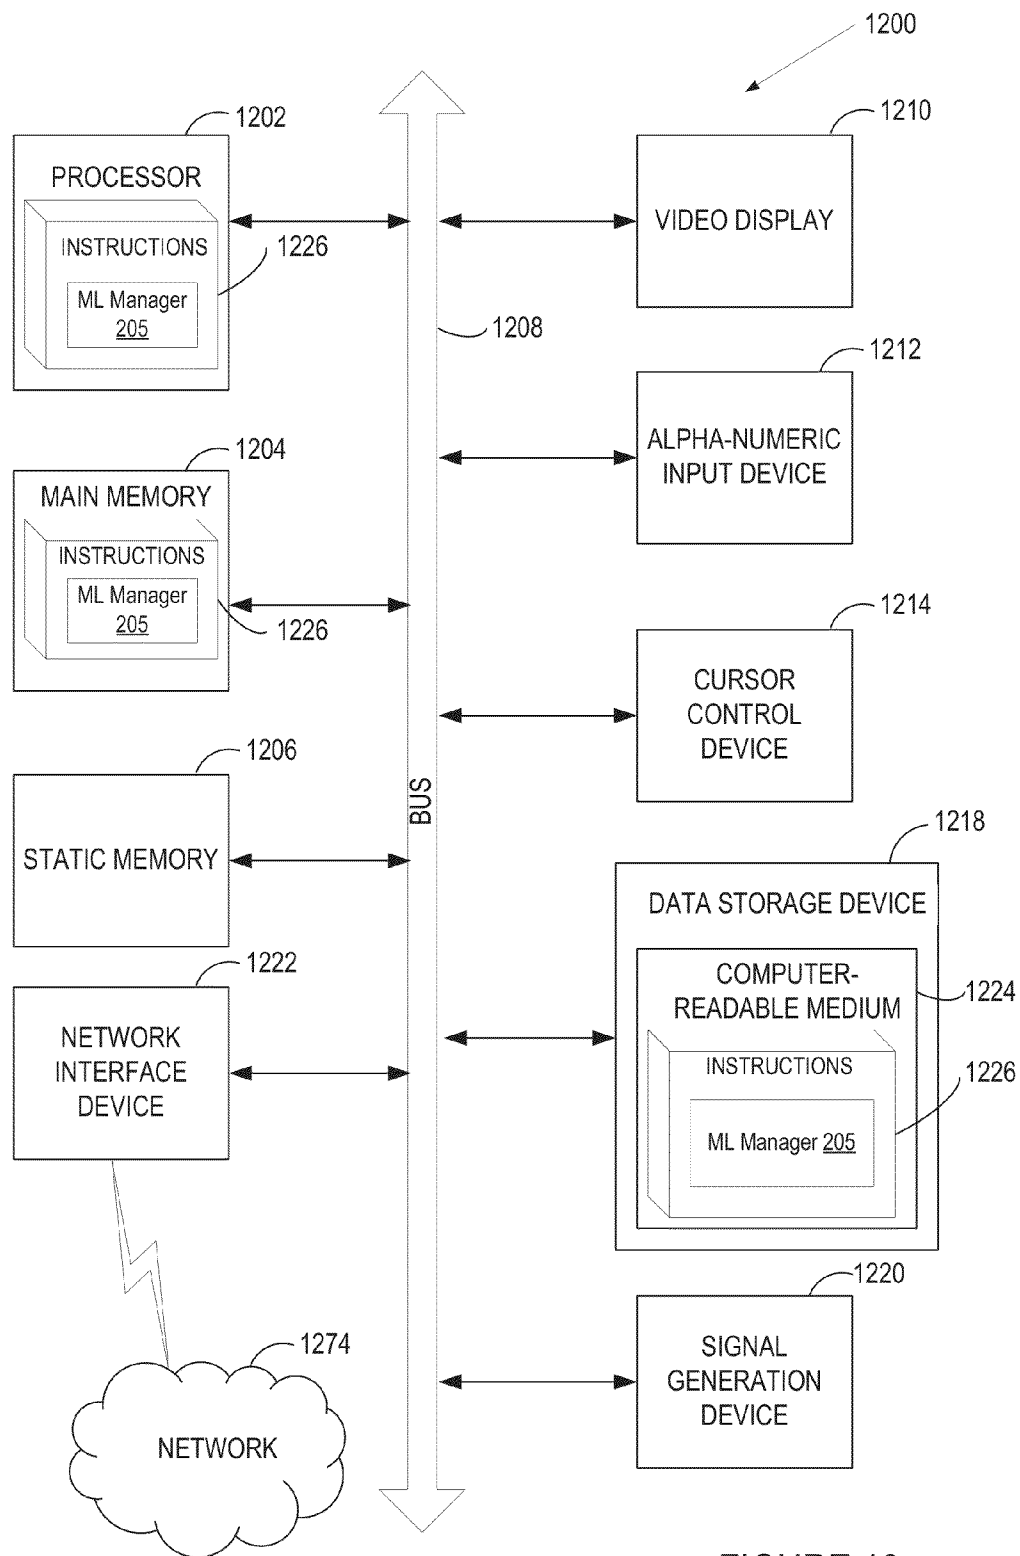 1200
1202
PROCESSOR
INSTRUCTIONS
ML Manager
205
1226
1204
MAIN MEMORY
INSTRUCTIONS
ML Manager
205
1226
1206
STATIC MEMORY
1222
NETWORK
INTERFACE
DEVICE
1274
NETWORK
BUS
1208
1210
VIDEO DISPLAY
1212
ALPHA-NUMERIC
INPUT DEVICE
1214
CURSOR
CONTROL
DEVICE
1218
DATA STORAGE DEVICE
COMPUTER-
READABLE MEDIUM
1224
INSTRUCTIONS
1226
ML Manager 205
1220
SIGNAL
GENERATION
DEVICE